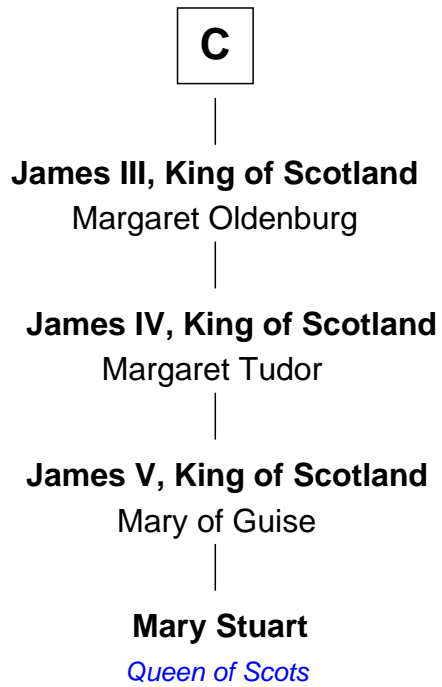 C
James III, King of Scotland
Margaret Oldenburg
James IV, King of Scotland
Margaret Tudor
James V, King of Scotland
Mary of Guise
Mary Stuart
Queen of Scots